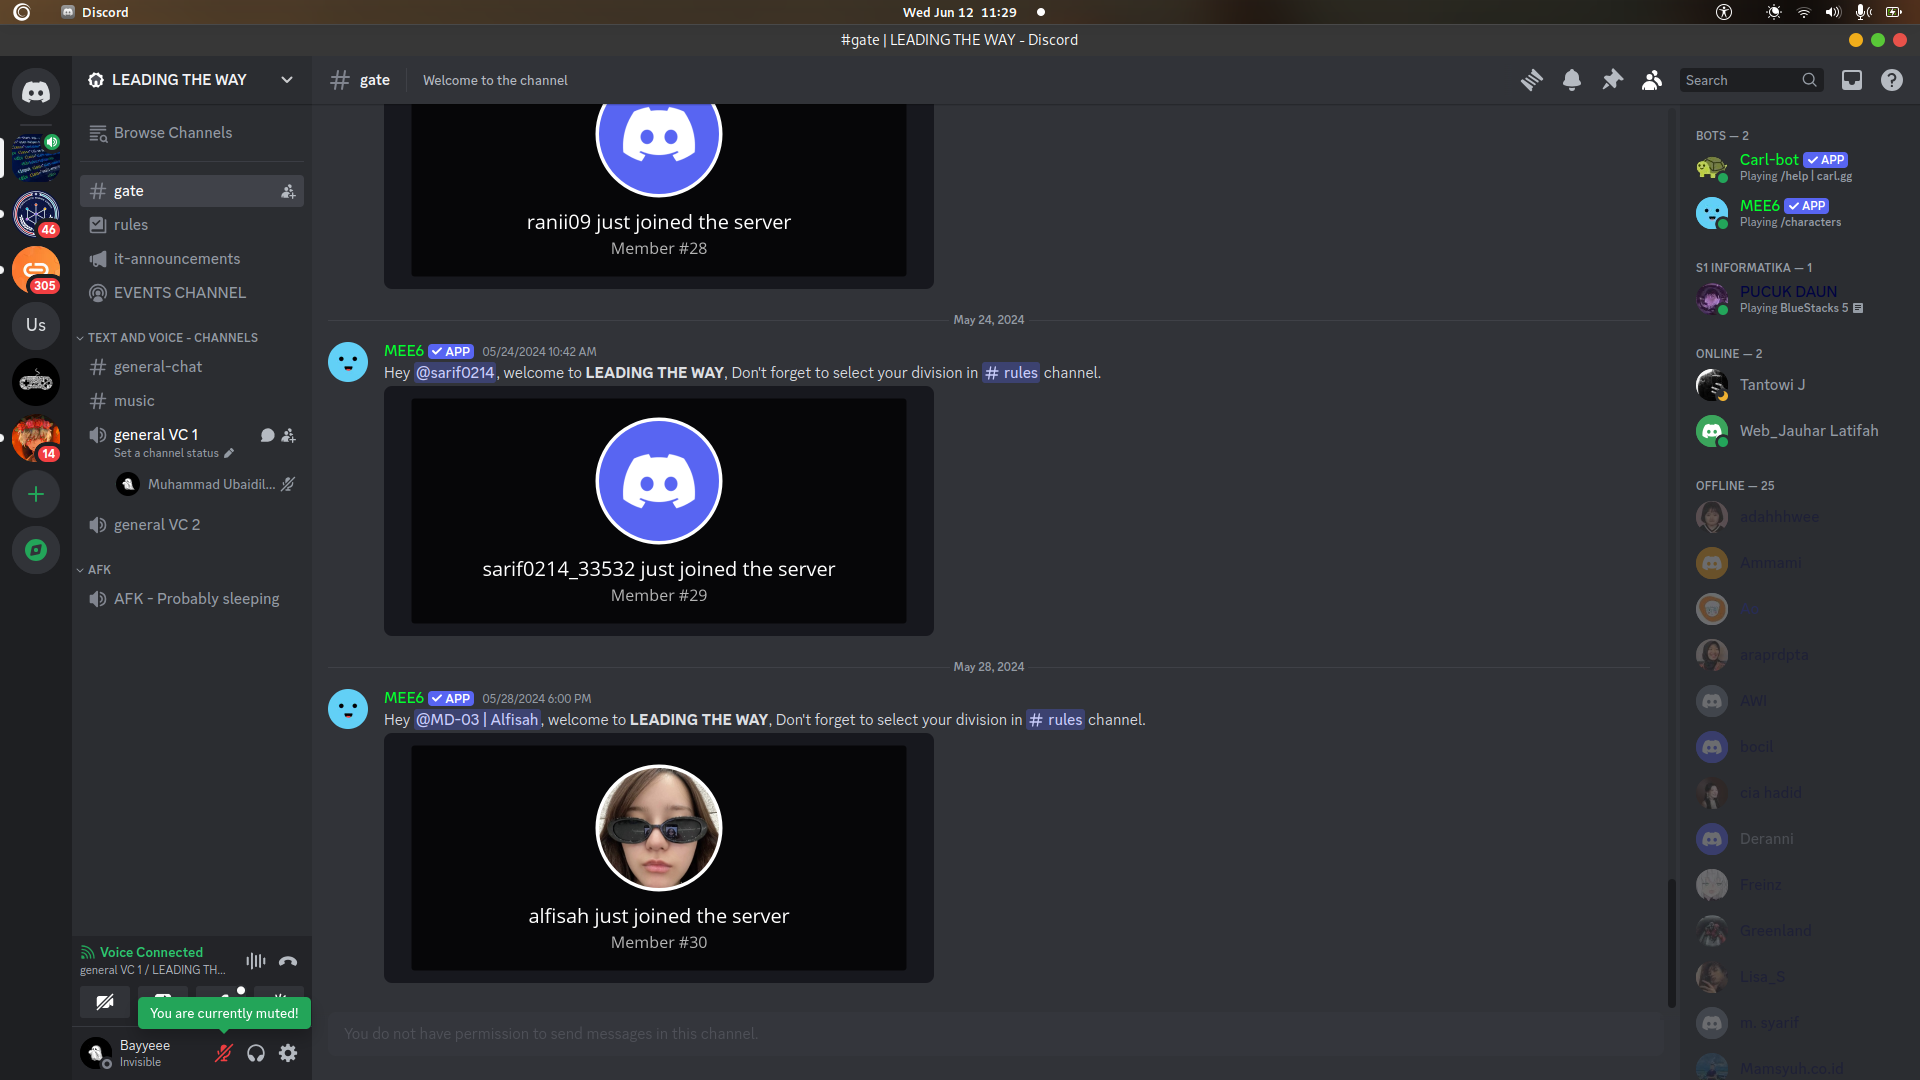 Discord
Wed Jun 12 11:29
#gate | LEADING THE WAY - Discord
46
305
Us
14
LEADING THE WAY
Browse Channels
gate
rules
it-announcements
EVENTS CHANNEL
TEXT AND VOICE - CHANNELS
general-chat
music
general VC 1
Set a channel status
Muhammad Ubaidil...
general VC 2
AFK
AFK - Probably sleeping
Voice Connected
general VC 1 / LEADING TH...
You are currently muted!
Bayyeee
Invisible
# gate
Welcome to the channel
Search
ranii09 just joined the server
Member #28
May 24, 2024
MEE6 APP 05/24/2024 10:42 AM
Hey @sarif0214, welcome to LEADING THE WAY, Don't forget to select your division in # rules channel.
sarif0214_33532 just joined the server
Member #29
May 28, 2024
MEE6 APP 05/28/2024 6:00 PM
Hey @MD-03 | Alfisah, welcome to LEADING THE WAY, Don't forget to select your division in # rules channel.
alfisah just joined the server
Member #30
You do not have permission to send messages in this channel.
BOTS — 2
Carl-bot APP
Playing /help | carl.gg
MEE6 APP
Playing /characters
S1 INFORMATIKA — 1
PUCUK DAUN
Playing BlueStacks 5
ONLINE — 2
Tantowi J
Web_Jauhar Latifah
OFFLINE — 25
adahhhwee
Ammami
araprdpta
AWI
bocil
cia hadid
Deranni
Freinz
Greenland
Lisa_S
m. syarif
Mamsyuh.co.id